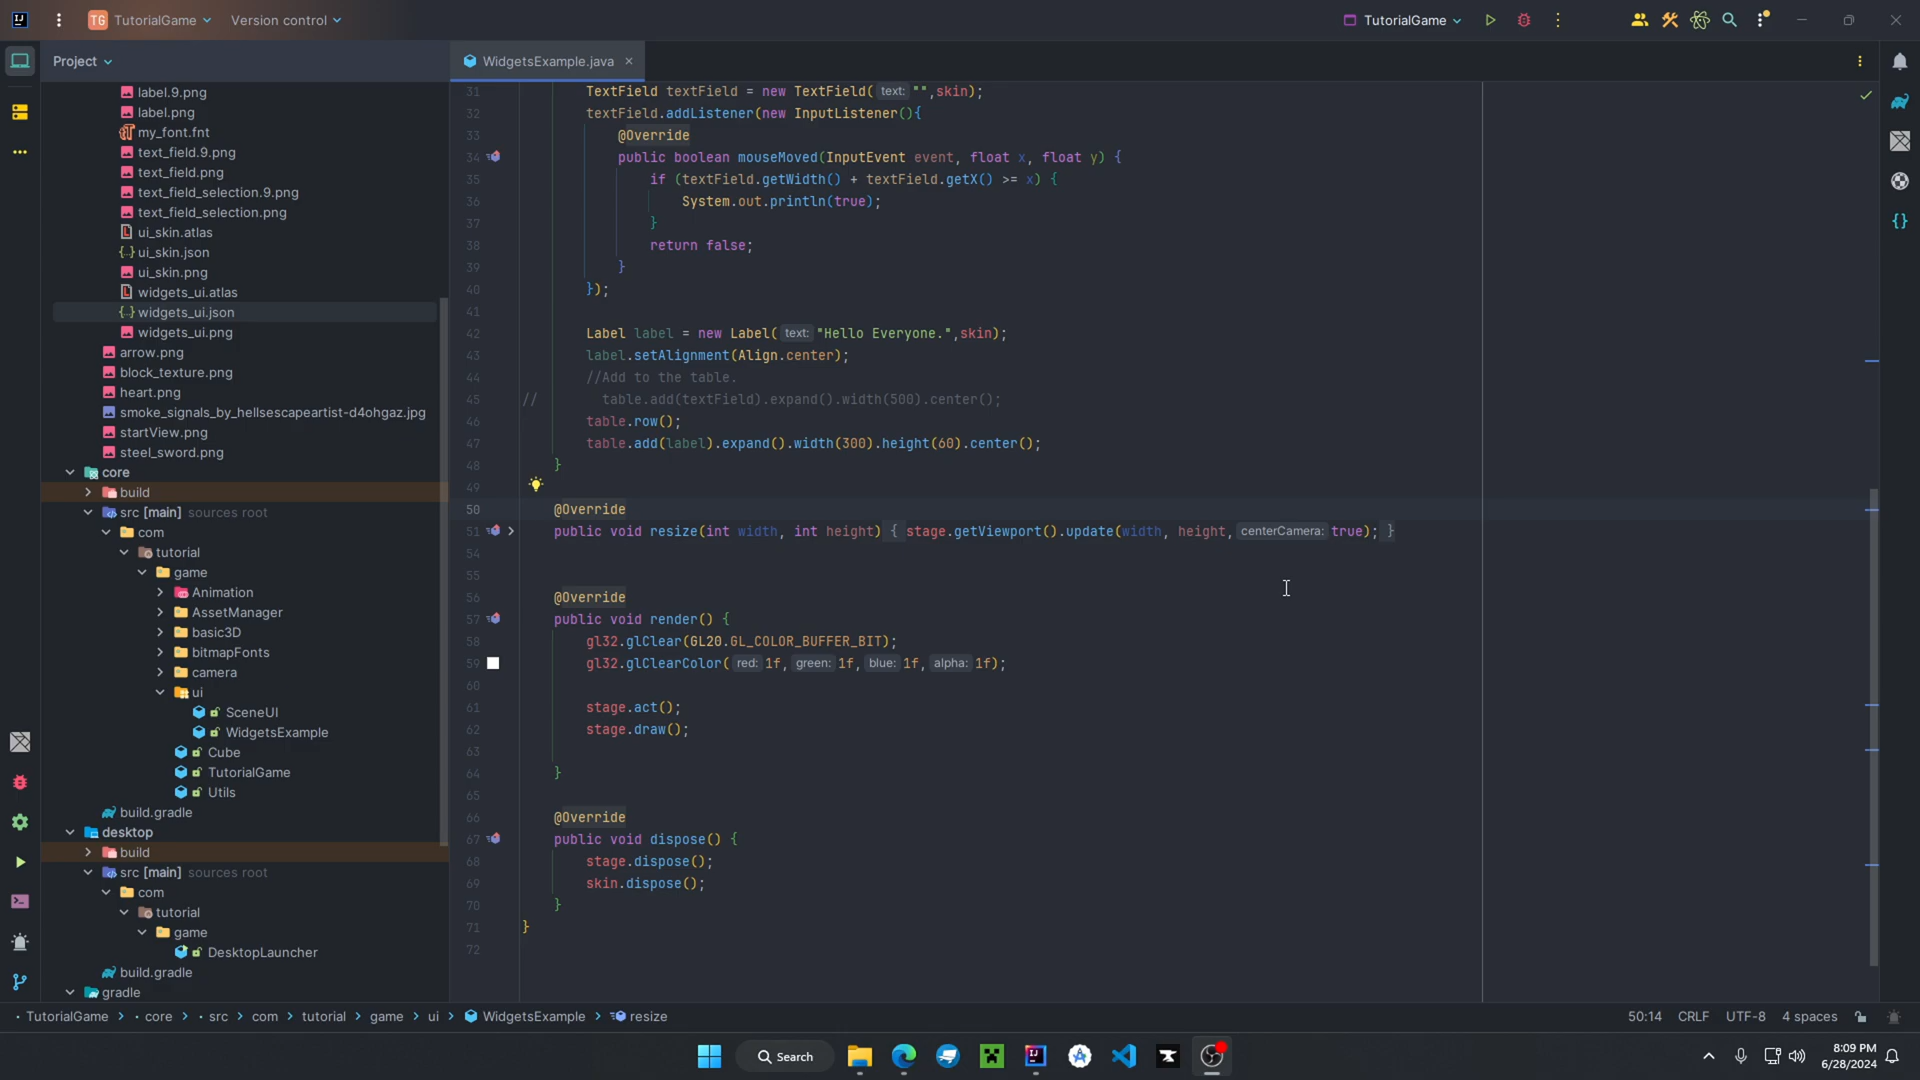 TG TutorialGame Version control TutorialGame
Project WidgetsExample.java
label.9.png
label.png
my_font.fnt
text_field.9.png
text_field.png
text_field_selection.9.png
text_field_selection.png
ui_skin.atlas
ui_skin.json
ui_skin.png
widgets_ui.atlas
widgets_ui.json
widgets_ui.png
arrow.png
block_texture.png
heart.png
smoke_signals_by_hellsescapeartist-d4ohgaz.jpg
startView.png
steel_sword.png
core
build
src [main] sources root
com
tutorial
game
Animation
AssetManager
basic3D
bitmapFonts
camera
ui
SceneUI
WidgetsExample
Cube
TutorialGame
Utils
build.gradle
desktop
build
src [main] sources root
com
tutorial
game
DesktopLauncher
build.gradle
gradle
31 TextField textField = new TextField( text: "",skin);
32 textField.addListener(new InputListener(){
33 @Override
34 public boolean mouseMoved(InputEvent event, float x, float y) {
35 if (textField.getWidth() + textField.getX() >= x) {
36 System.out.println(true);
37 }
38 return false;
39 }
40 });
41
42 Label label = new Label( text: "Hello Everyone.",skin);
43 label.setAlignment(Align.center);
44 //Add to the table.
45 // table.add(textField).expand().width(500).center();
46 table.row();
47 table.add(label).expand().width(300).height(60).center();
48 }
49
50 @Override
51 public void resize(int width, int height) { stage.getViewport().update(width, height, centerCamera: true); }
54
55
56 @Override
57 public void render() {
58 gl32.glClear(GL20.GL_COLOR_BUFFER_BIT);
59 gl32.glClearColor( red: 1f, green: 1f, blue: 1f, alpha: 1f);
60
61 stage.act();
62 stage.draw();
63
64 }
65
66 @Override
67 public void dispose() {
68 stage.dispose();
69 skin.dispose();
70 }
71 }
72
TutorialGame > core > src > com > tutorial > game > ui > WidgetsExample > resize 50:14 CRLF UTF-8 4 spaces
Search
8:09 PM
6/28/2024